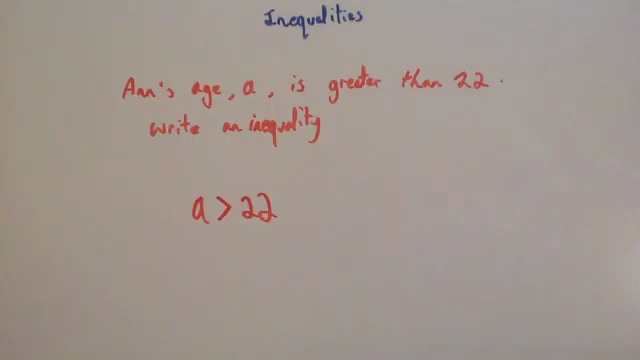 Inequalities
Ann's age, a, is greater than 22.
write an inequality
a > 22